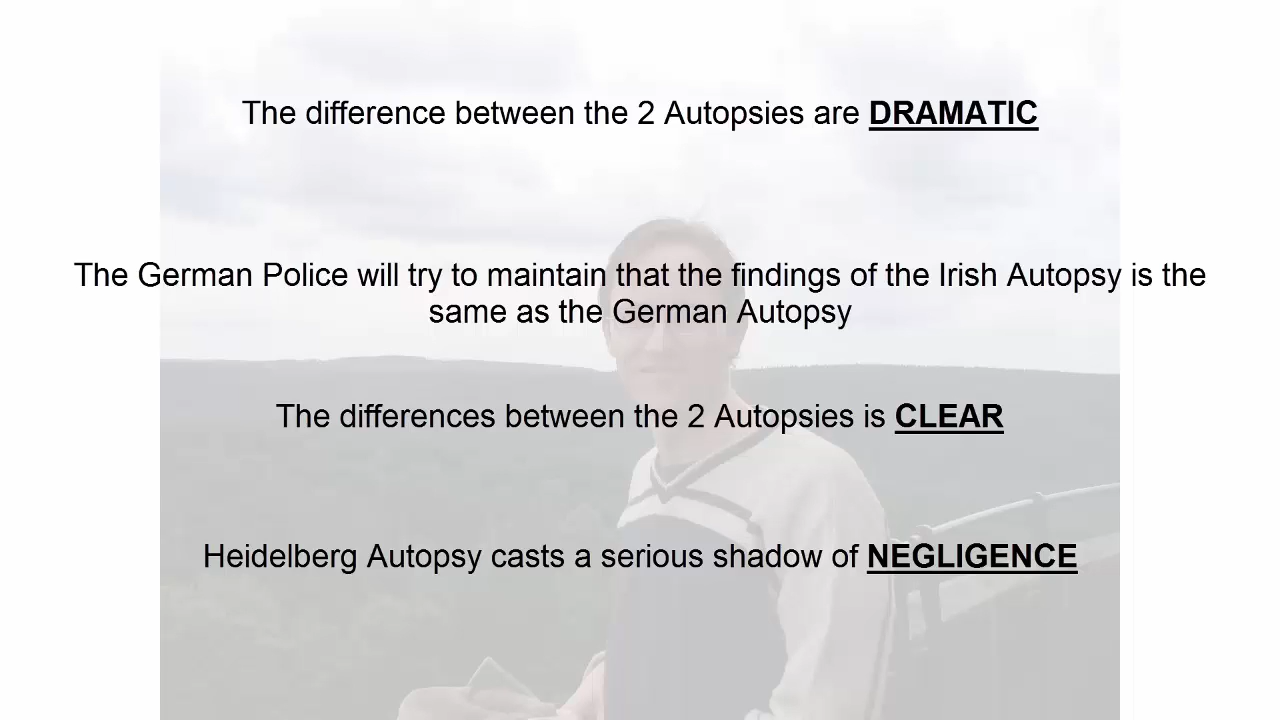 The difference between the 2 Autopsies are DRAMATIC
The German Police will try to maintain that the findings of the Irish Autopsy is the
same as the German Autopsy
The differences between the 2 Autopsies is CLEAR
Heidelberg Autopsy casts a serious shadow of NEGLIGENCE